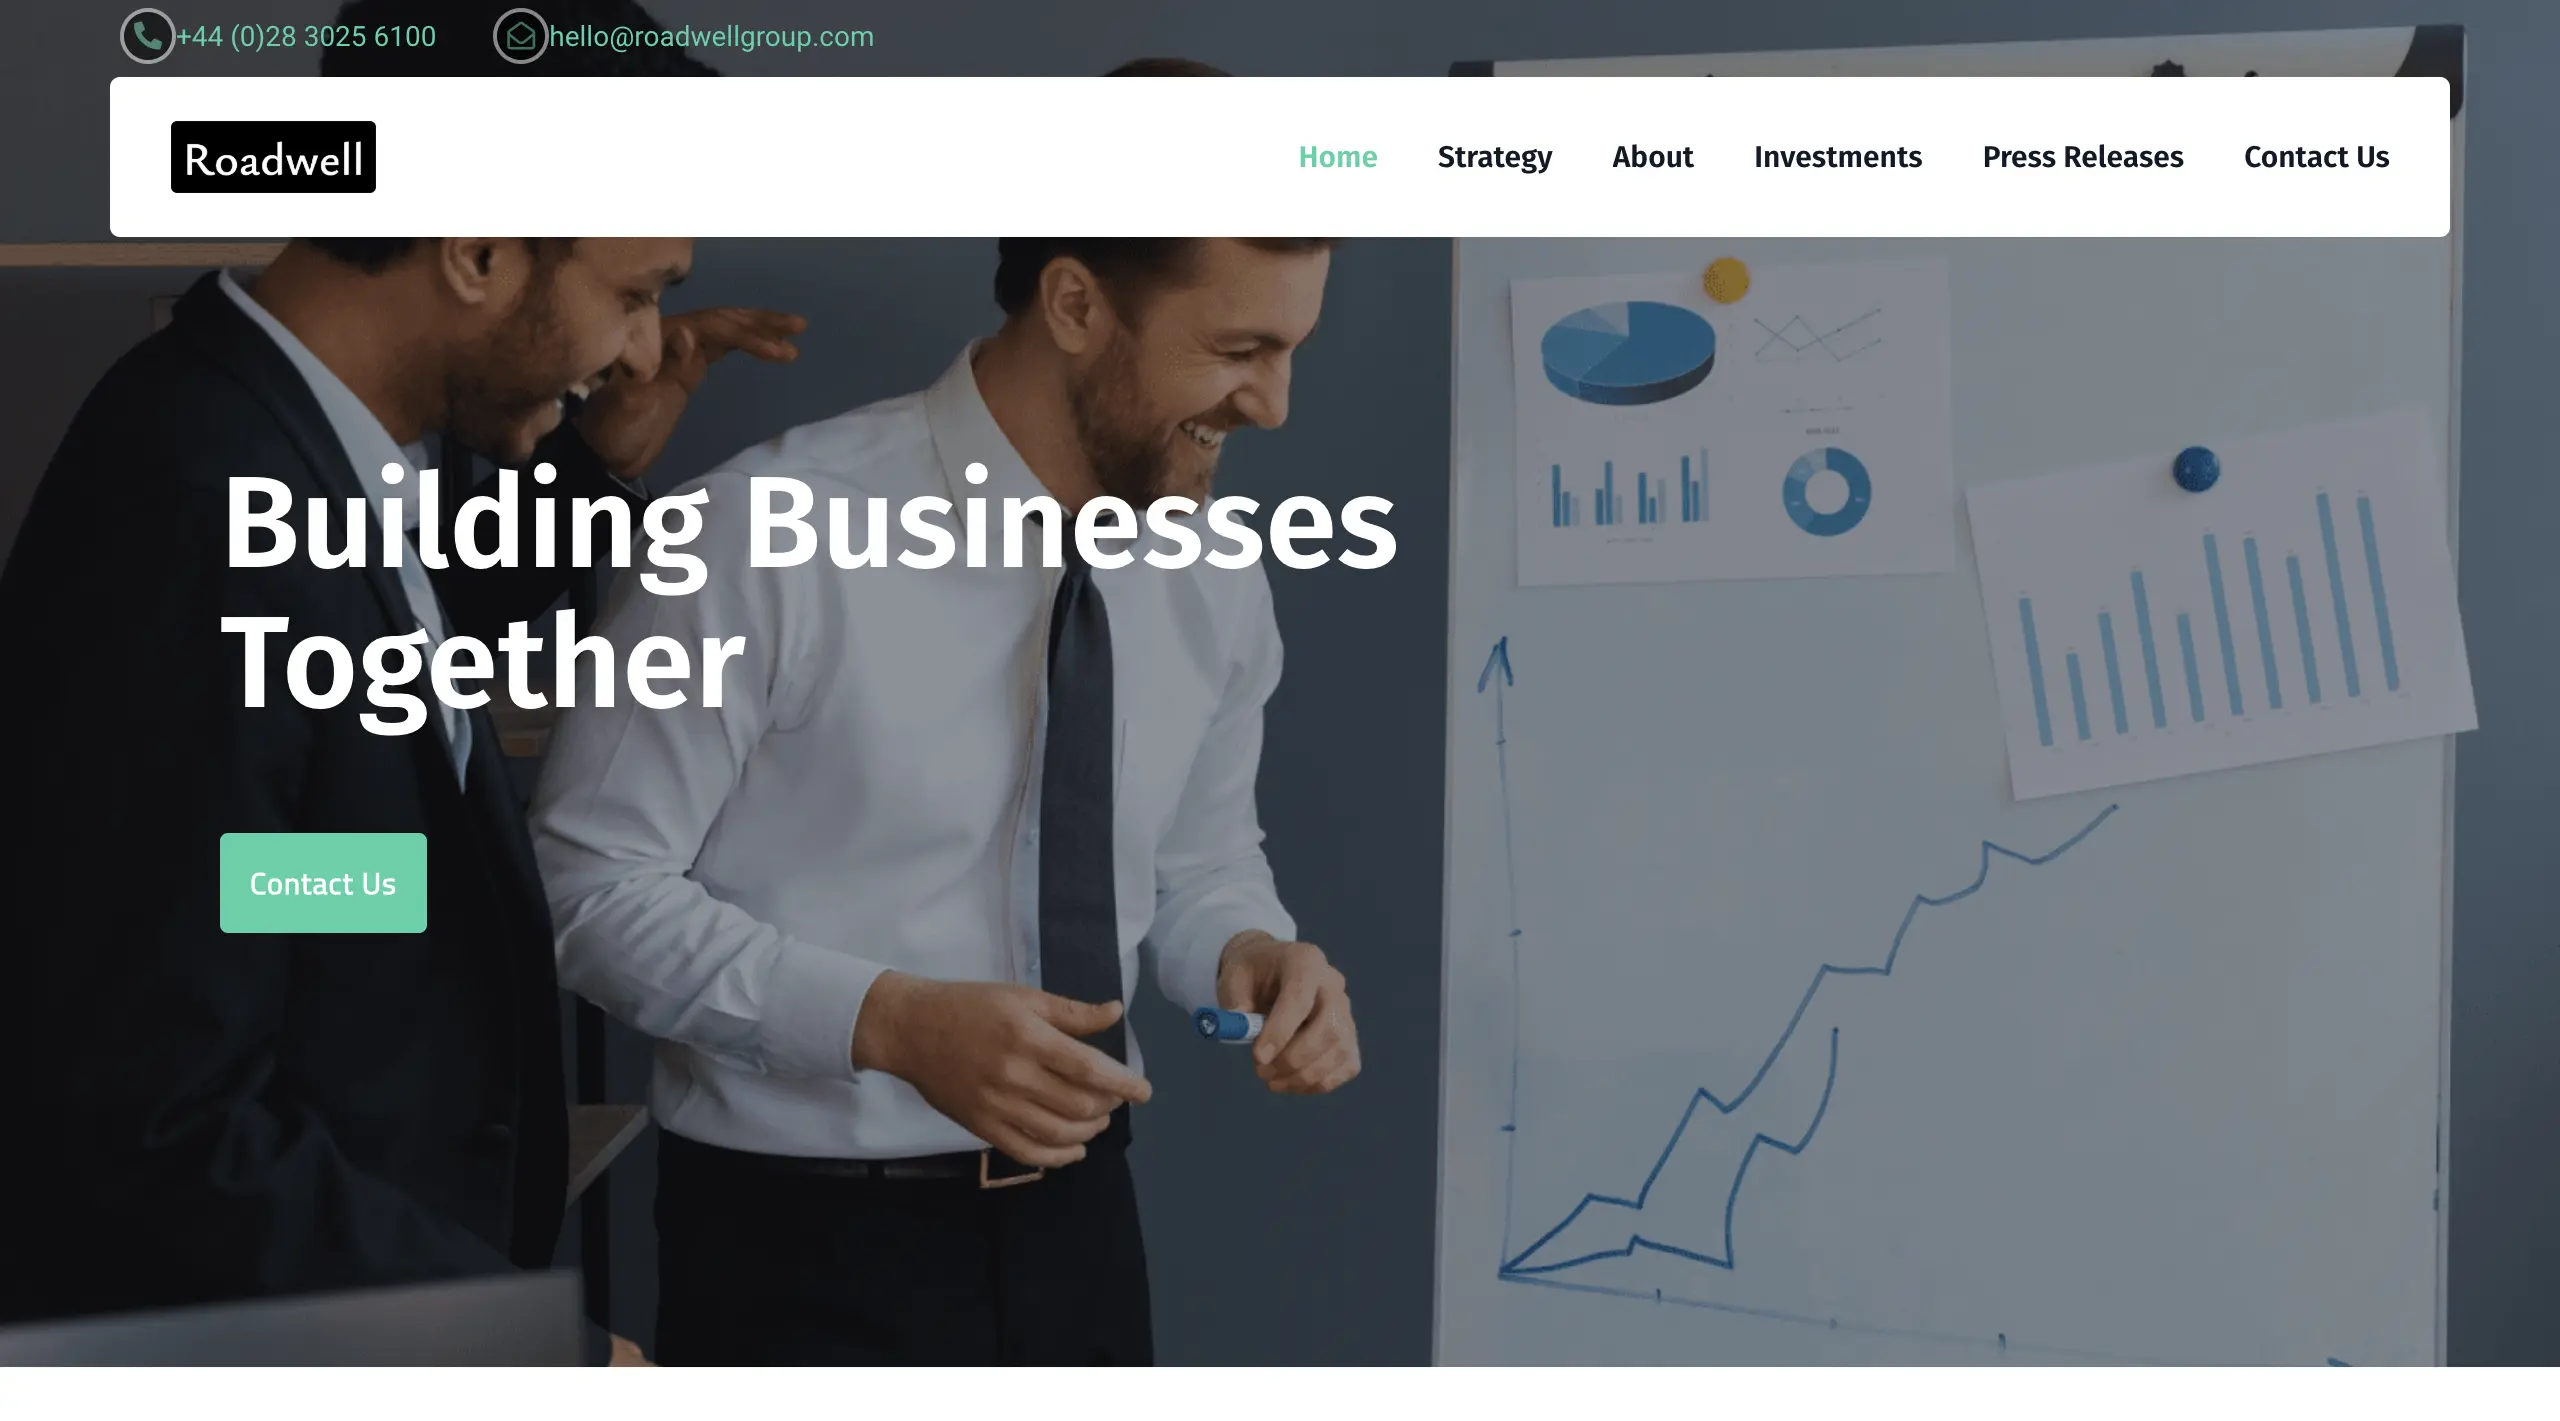 +44 (0)28 3025 6100 hello@roadwellgroup.com
Roadwell Home Strategy About Investments Press Releases Contact Us
Building Businesses
Together
Contact Us